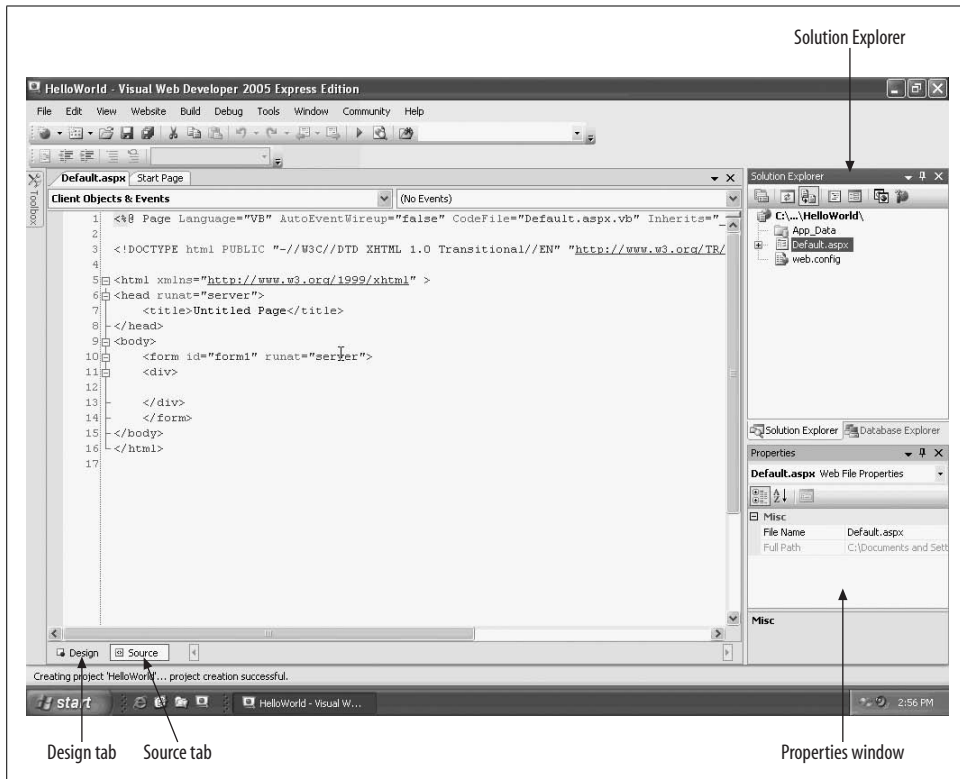 Solution Explorer
HelloWorld - Visual Web Developer 2005 Express Edition
File Edit View Website Build Debug Tools Window Community Help
Toolbox
Default.aspx Start Page
Client Objects & Events (No Events)
1 <%@ Page Language="VB" AutoEventWireup="false" CodeFile="Default.aspx.vb" Inherits="_
2
3 <!DOCTYPE html PUBLIC "-//W3C//DTD XHTML 1.0 Transitional//EN" "http://www.w3.org/TR/
4
5 <html xmlns="http://www.w3.org/1999/xhtml" >
6 <head runat="server">
7 <title>Untitled Page</title>
8 </head>
9 <body>
10 <form id="form1" runat="server">
11 <div>
12
13 </div>
14 </form>
15 </body>
16 </html>
17
Design Source
Creating project 'HelloWorld'... project creation successful.
Solution Explorer
C:\...\HelloWorld\
App_Data
Default.aspx
web.config
Solution Explorer Database Explorer
Properties
Default.aspx Web File Properties
Misc
File Name Default.aspx
Full Path C:\Documents and Sett
Misc
start HelloWorld - Visual W... 2:56 PM
Design tab Source tab Properties window